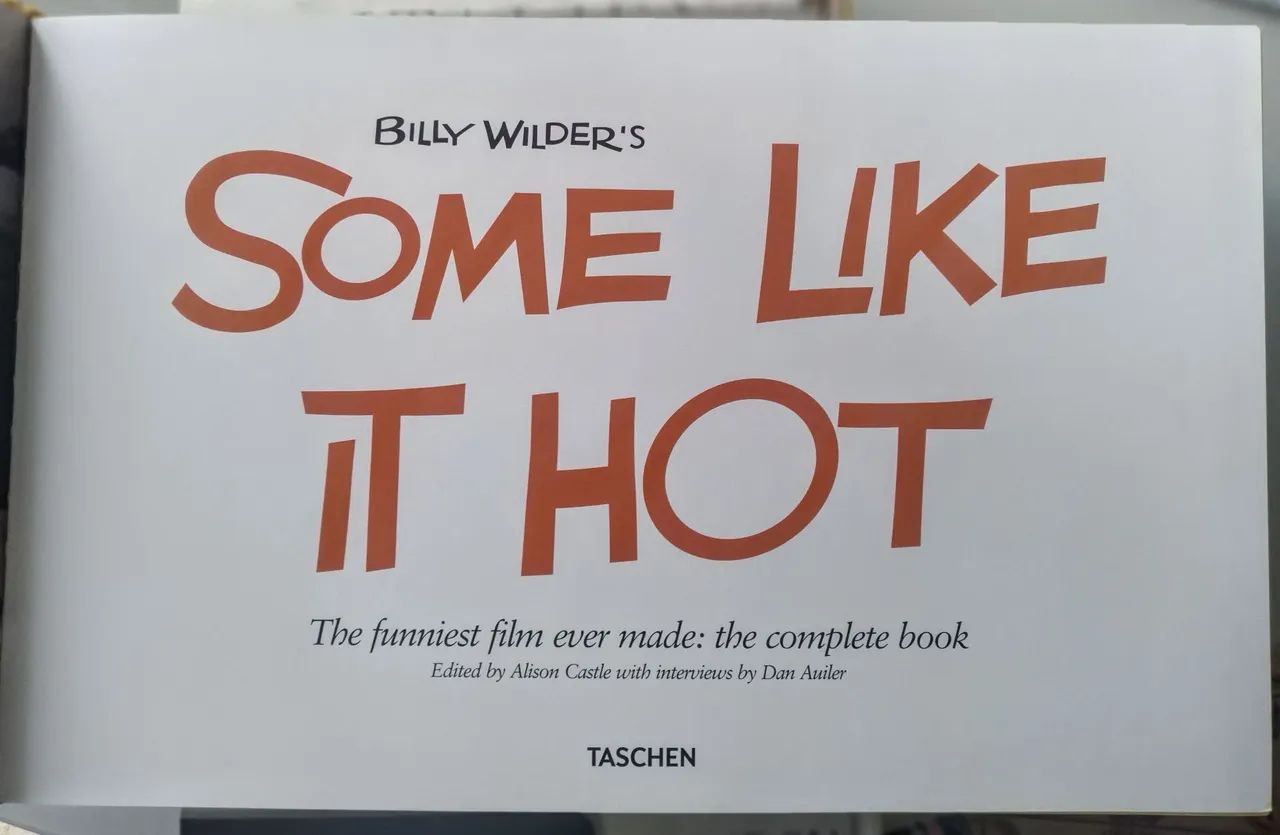 BILLY WILDER'S
SOME LIKE
IT HOT
The funniest film ever made: the complete book
Edited by Alison Castle with interviews by Dan Auiler
TASCHEN